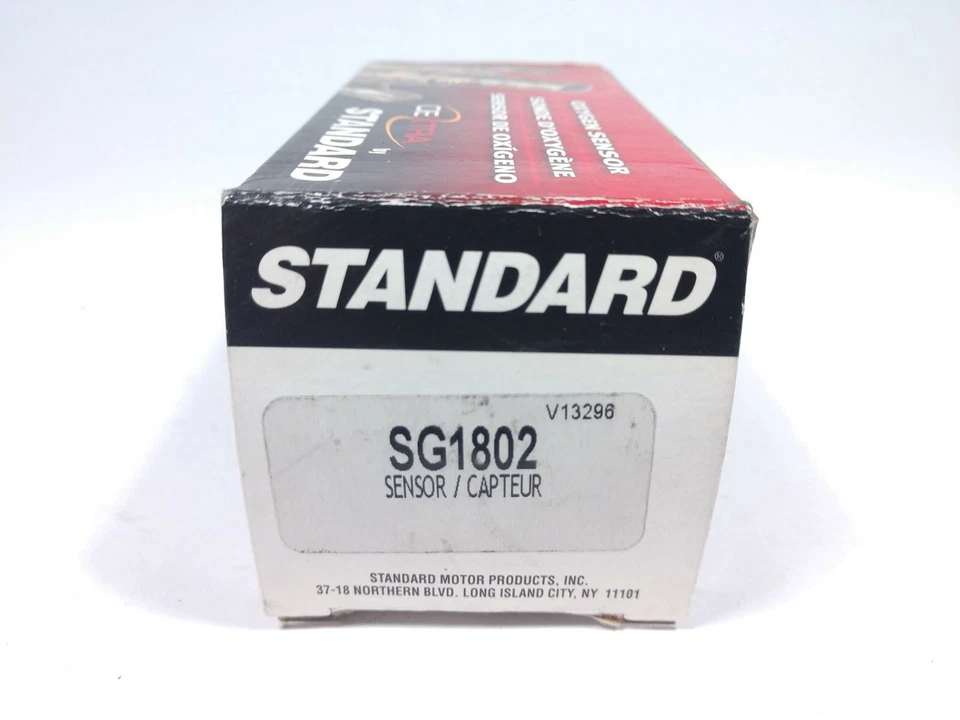 OXYGEN SENSOR
SONDE D'OXYGÈNE
SENSOR DE OXÍGENO
by
STANDARD
STANDARD®
V13296
SG1802
SENSOR / CAPTEUR
STANDARD MOTOR PRODUCTS, INC.
37-18 NORTHERN BLVD. LONG ISLAND CITY, NY 11101